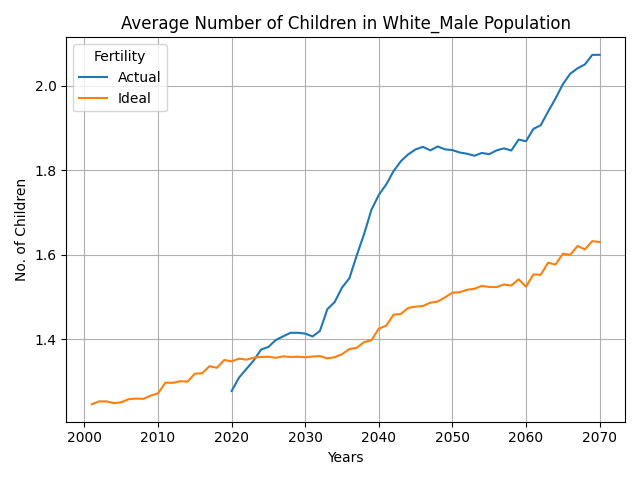 Average Number of Children in White_Male Population
Fertility
Actual
Ideal
No. of Children
2.0
1.8
1.6
1.4
2000 2010 2020 2030 2040 2050 2060 2070
Years